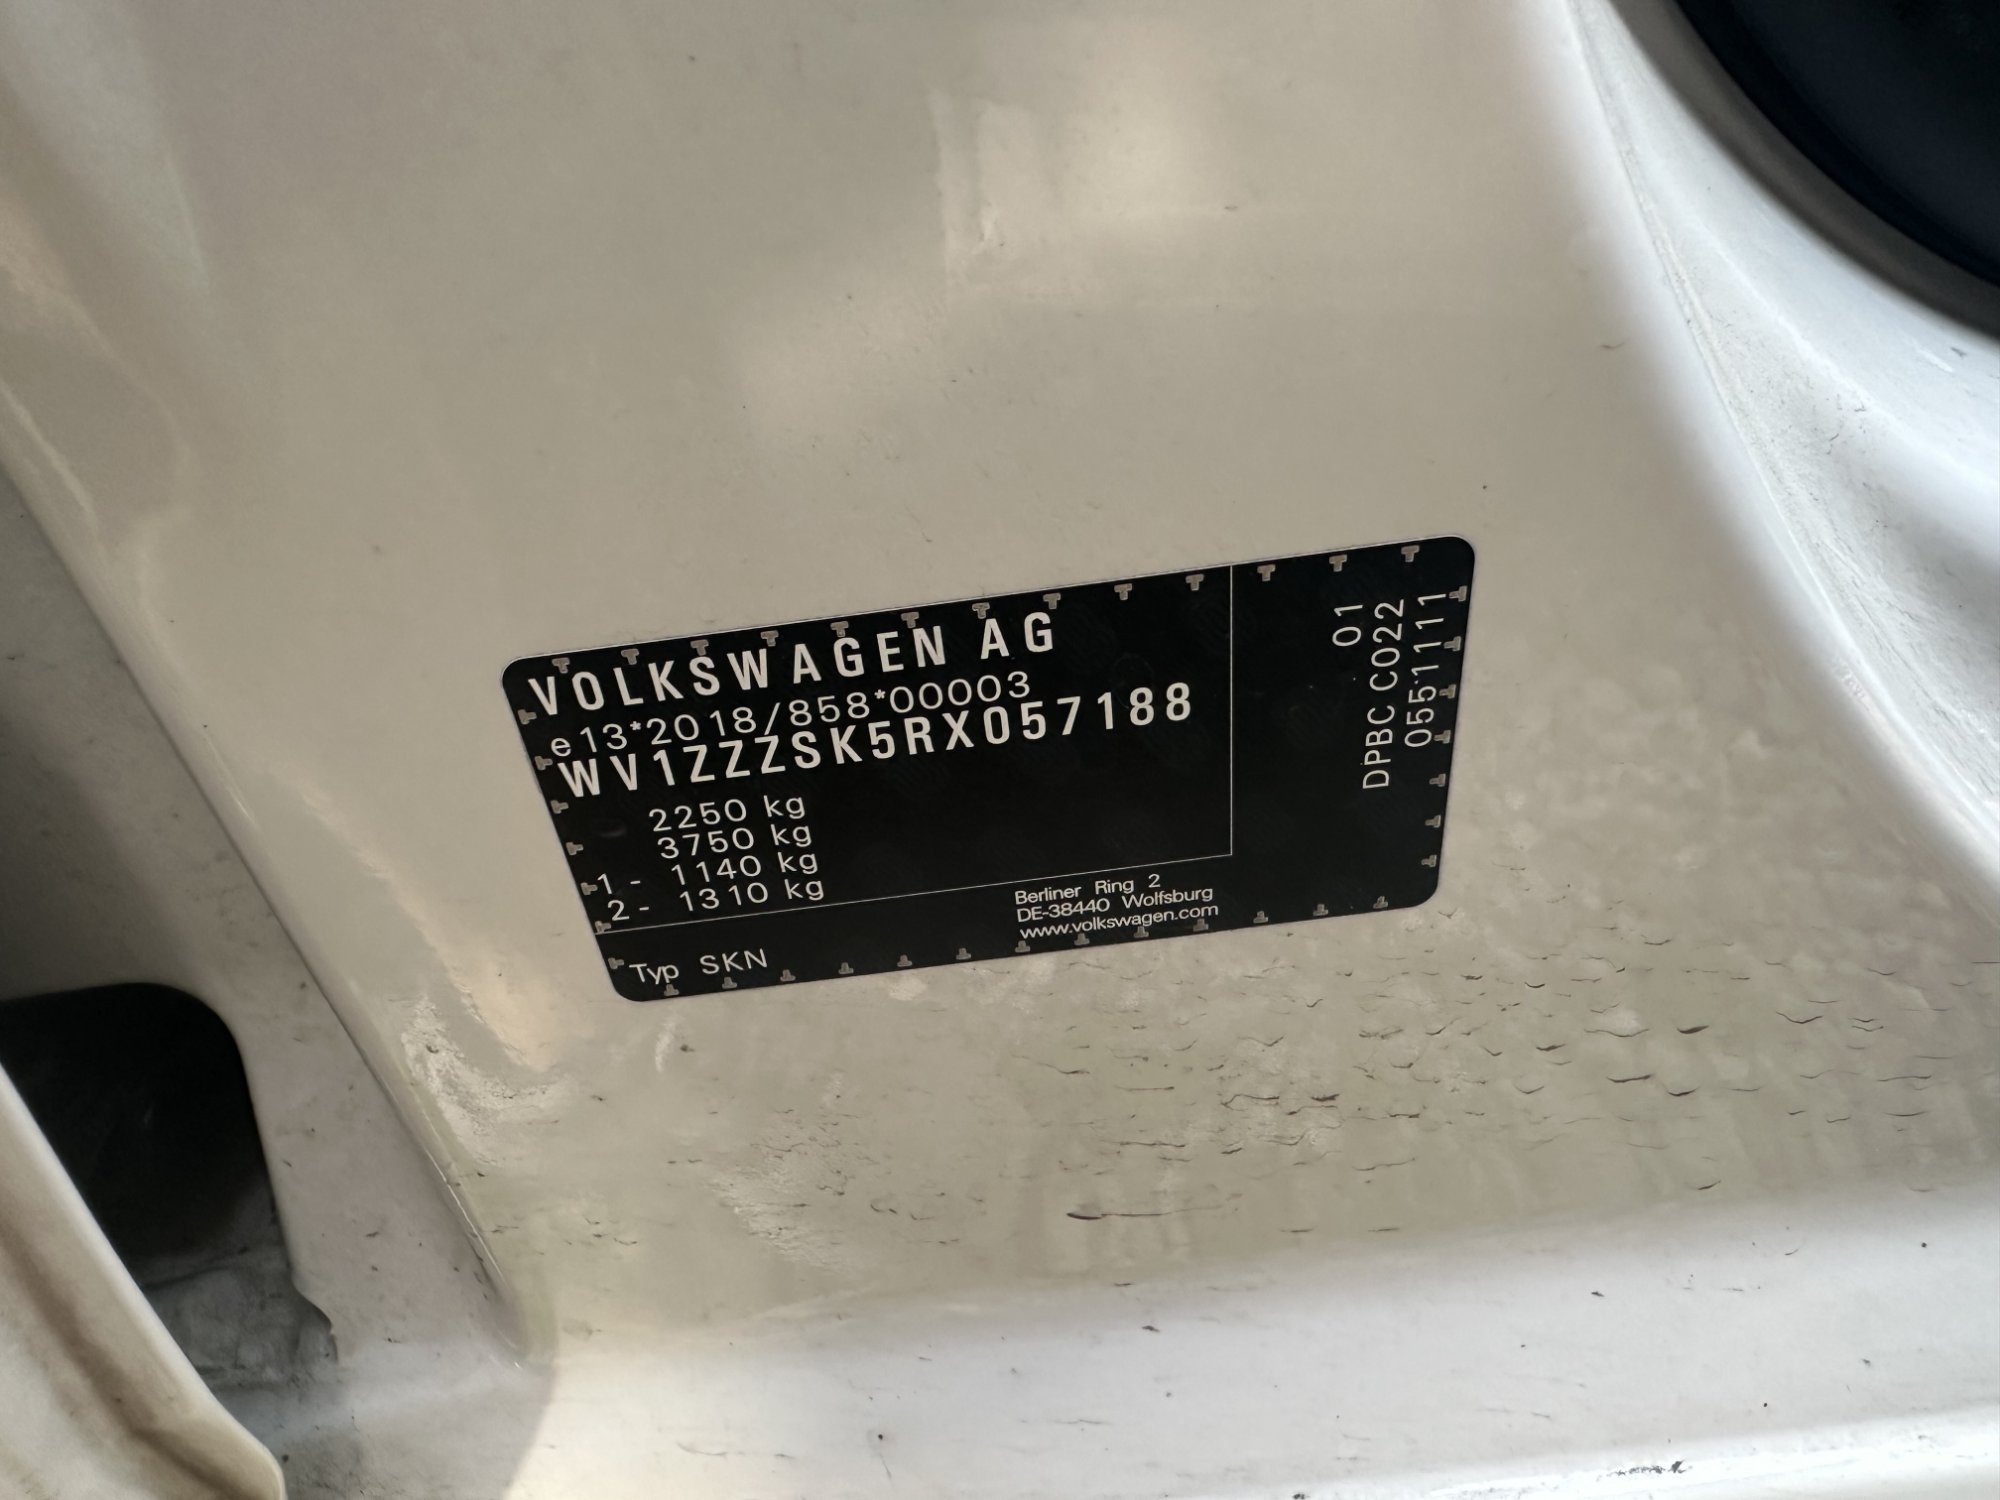 VOLKSWAGEN AG
e13*2018/858*00003
WV1ZZZSK5RX057188
2250 kg
3750 kg
1 - 1140 kg
2 - 1310 kg
Typ SKN
Berliner Ring 2
DE-38440 Wolfsburg
www.volkswagen.com
01
DPBC C022
0551111